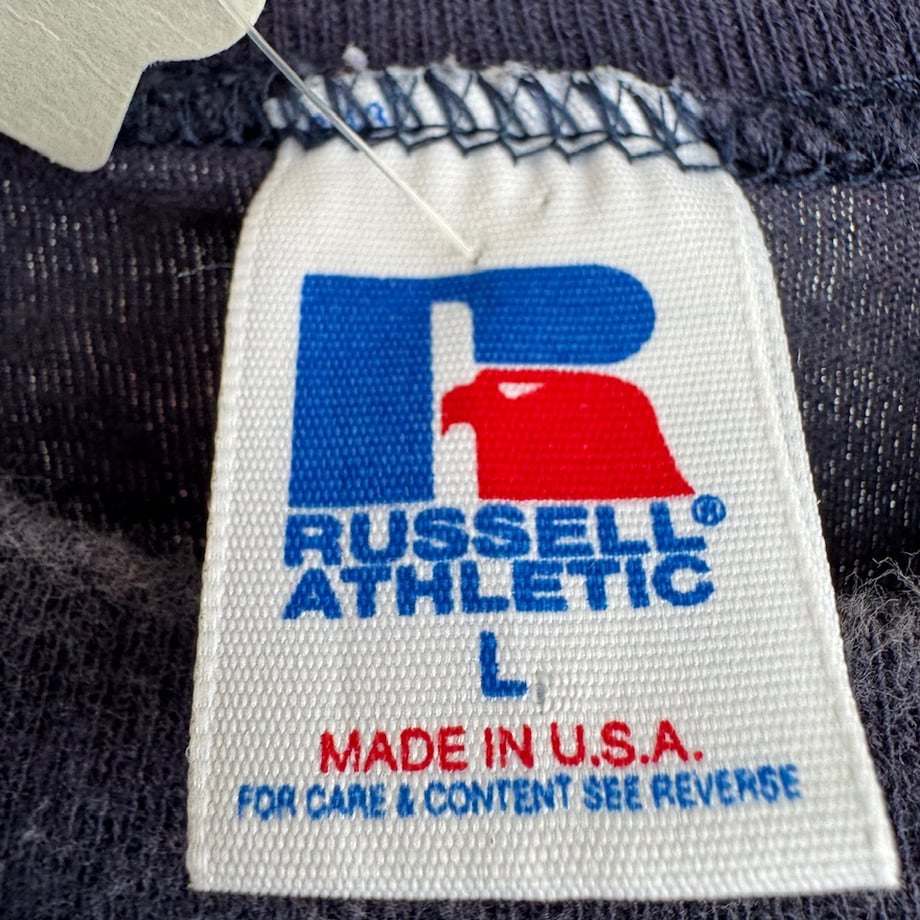 RUSSELL®
ATHLETIC
L
MADE IN U.S.A.
FOR CARE & CONTENT SEE REVERSE